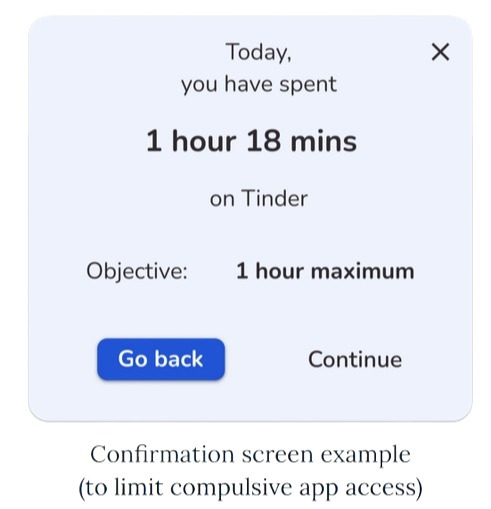 Today,
you have spent
1 hour 18 mins
on Tinder
Objective: 1 hour maximum
Go back Continue
Confirmation screen example
(to limit compulsive app access)